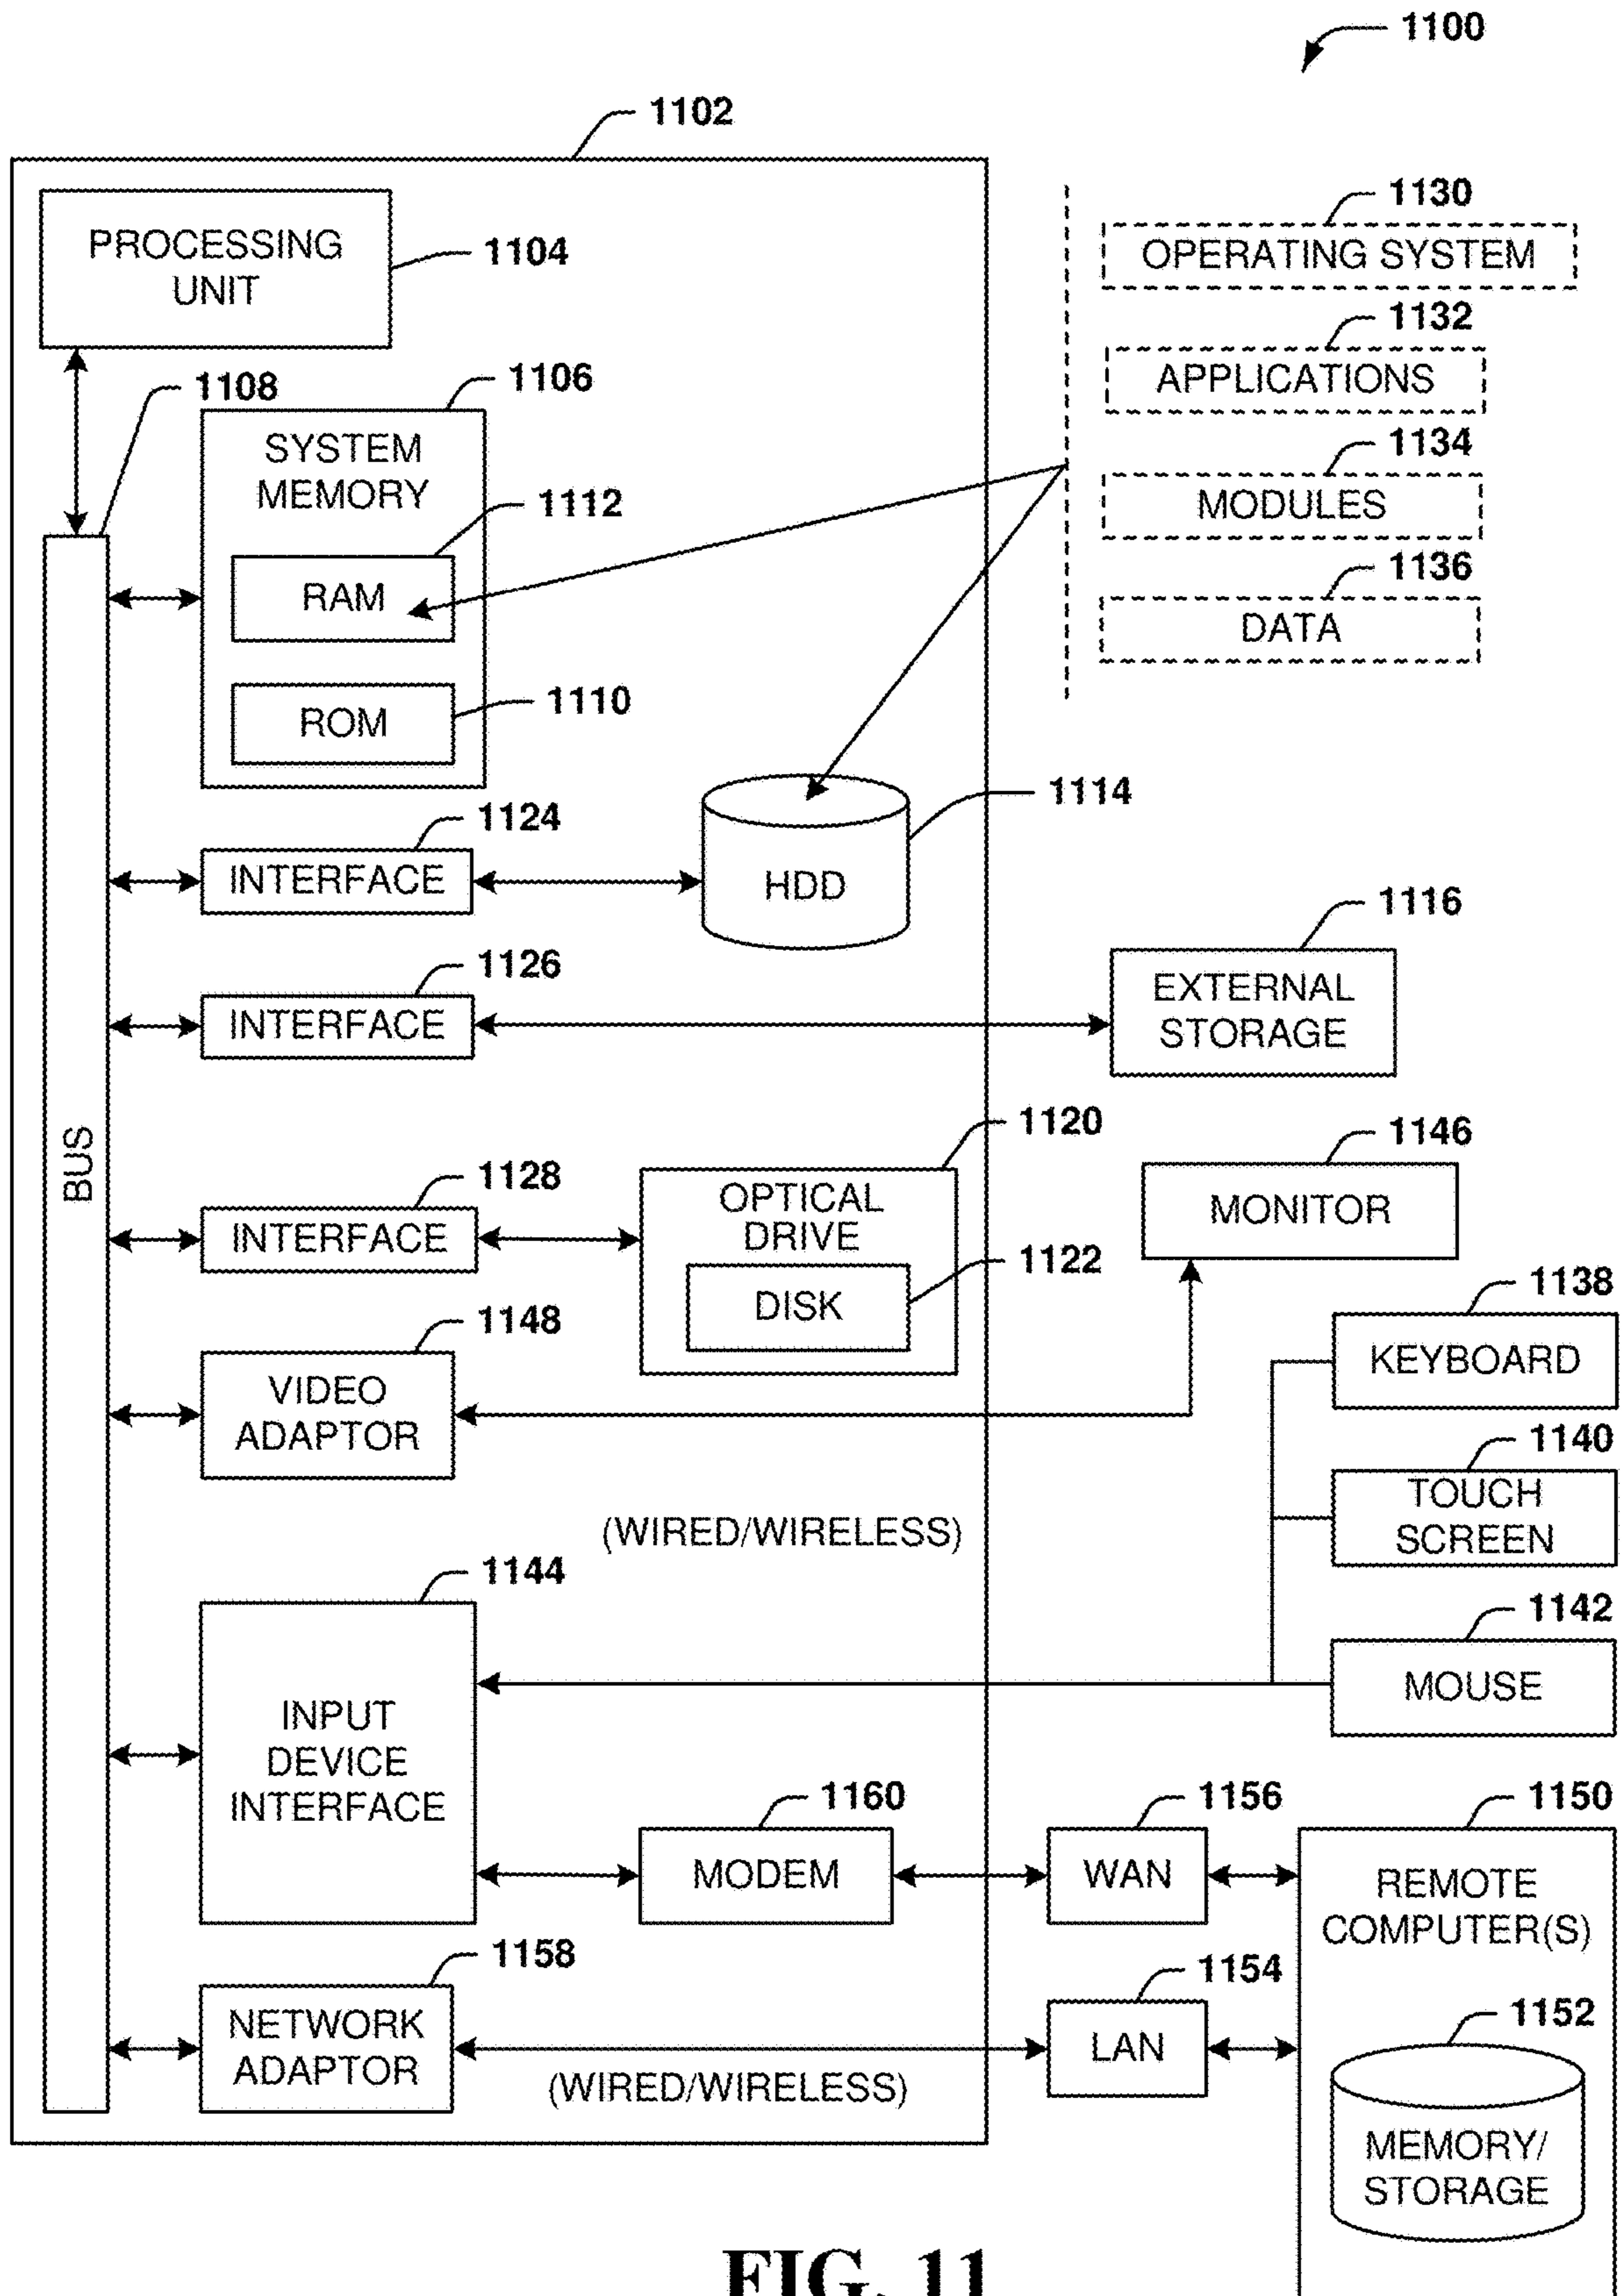 1100
1102
PROCESSING
UNIT
1104
1130
OPERATING SYSTEM
1132
APPLICATIONS
1134
MODULES
1136
DATA
1108
1106
SYSTEM
MEMORY
1112
RAM
ROM
1110
1114
HDD
1124
INTERFACE
1116
EXTERNAL
STORAGE
1126
INTERFACE
BUS
1120
OPTICAL
DRIVE
1122
DISK
1128
INTERFACE
1146
MONITOR
1148
VIDEO
ADAPTOR
1138
KEYBOARD
1140
TOUCH
SCREEN
(WIRED/WIRELESS)
1142
MOUSE
1144
INPUT
DEVICE
INTERFACE
1160
MODEM
1156
WAN
1150
REMOTE
COMPUTER(S)
1158
NETWORK
ADAPTOR
(WIRED/WIRELESS)
1154
LAN
1152
MEMORY/
STORAGE
FIG. 11